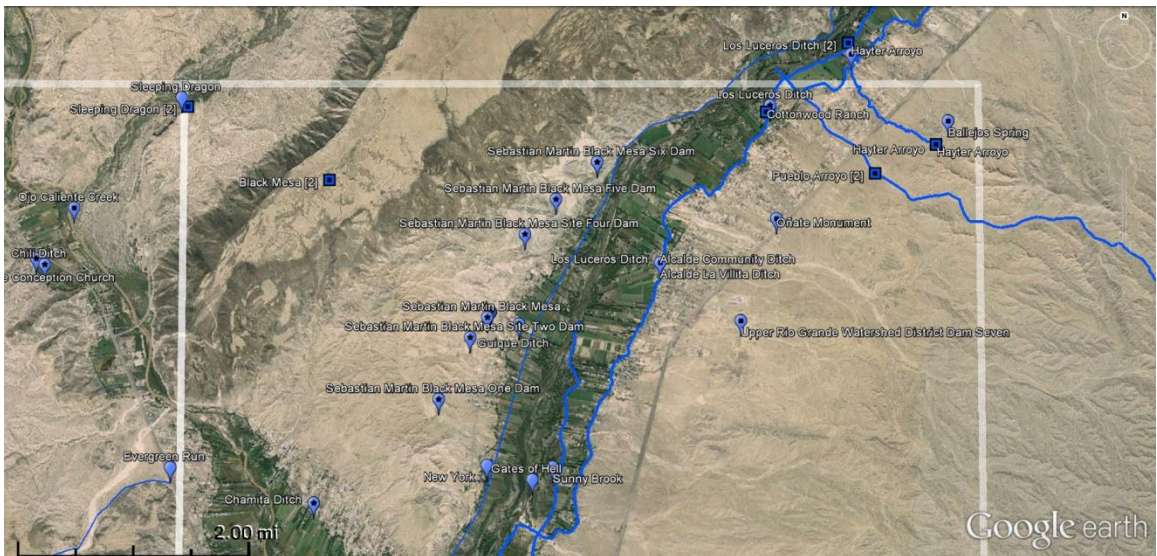 N
Los Luceros Ditch [2]
Hayter Arroyo
Sleeping Dragon
Sleeping Dragon [2]
Los Luceros Ditch
Cottonwood Ranch
Ballejos Spring
Hayter Arroyo
Hayter Arroyo
Sebastian Martin Black Mesa Six Dam
Pueblo Arroyo [2]
Black Mesa [2]
Sebastian Martin Black Mesa Five Dam
Ojo Caliente Creek
Sebastian Martin Black Mesa Site Four Dam
Oñate Monument
Chili Ditch
Los Luceros Ditch
Alcalde Community Ditch
Alcalde La Villita Ditch
e Conception Church
Sebastian Martin Black Mesa
Sebastian Martin Black Mesa Site Two Dam
Upper Rio Grande Watershed District Dam Seven
Guique Ditch
Sebastian Martin Black Mesa One Dam
Evergreen Run
New York
Gates of Hell
Sunny Brook
Chamita Ditch
2.00 mi
Google earth